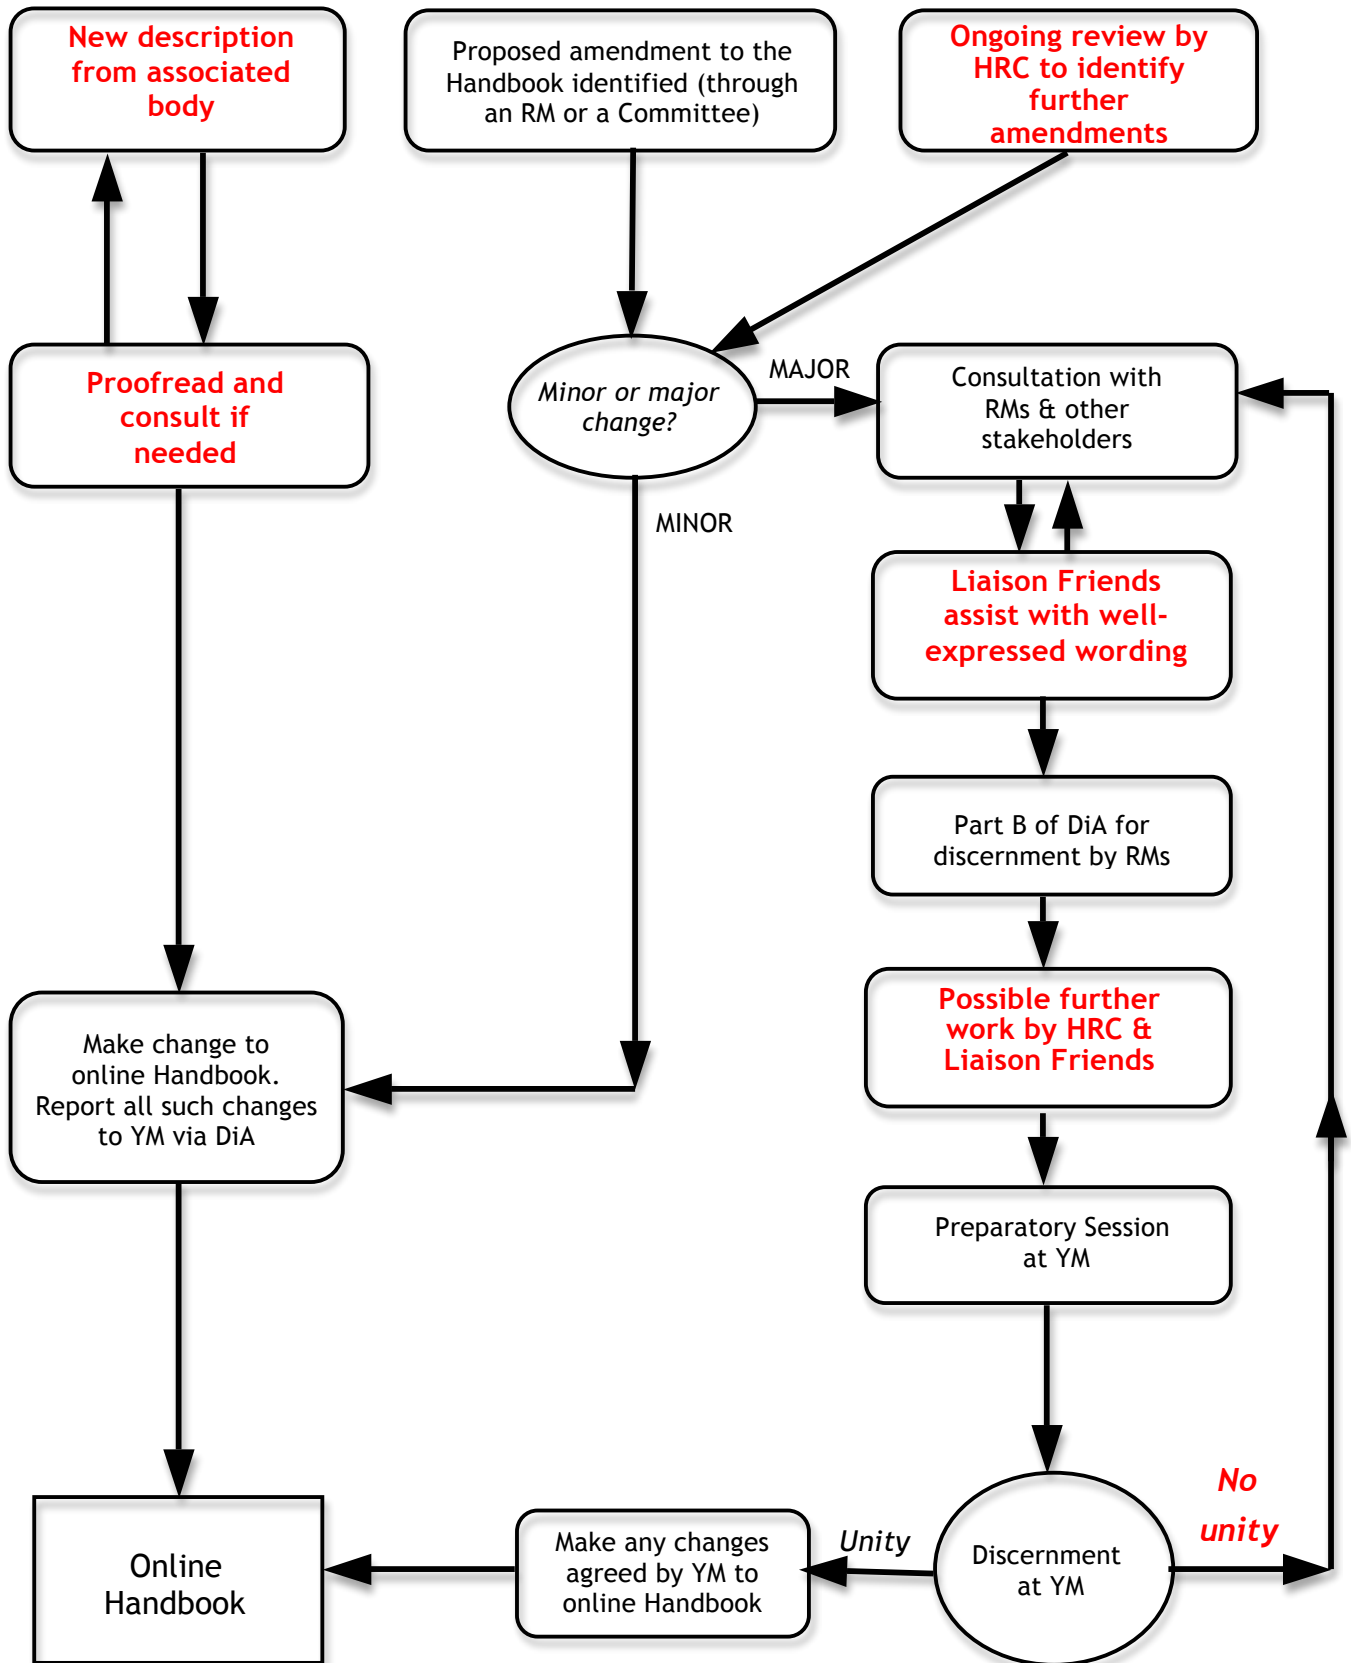 New description
from associated
body
Proposed amendment to the
Handbook identified (through
an RM or a Committee)
Ongoing review by
HRC to identify
further
amendments
Proofread and
consult if
needed
Minor or major
change?
MAJOR
Consultation with
RMs & other
stakeholders
MINOR
Liaison Friends
assist with well-
expressed wording
Part B of DiA for
discernment by RMs
Possible further
work by HRC &
Liaison Friends
Make change to
online Handbook.
Report all such changes
to YM via DiA
Preparatory Session
at YM
Discernment
at YM
No
unity
Unity
Make any changes
agreed by YM to
online Handbook
Online
Handbook